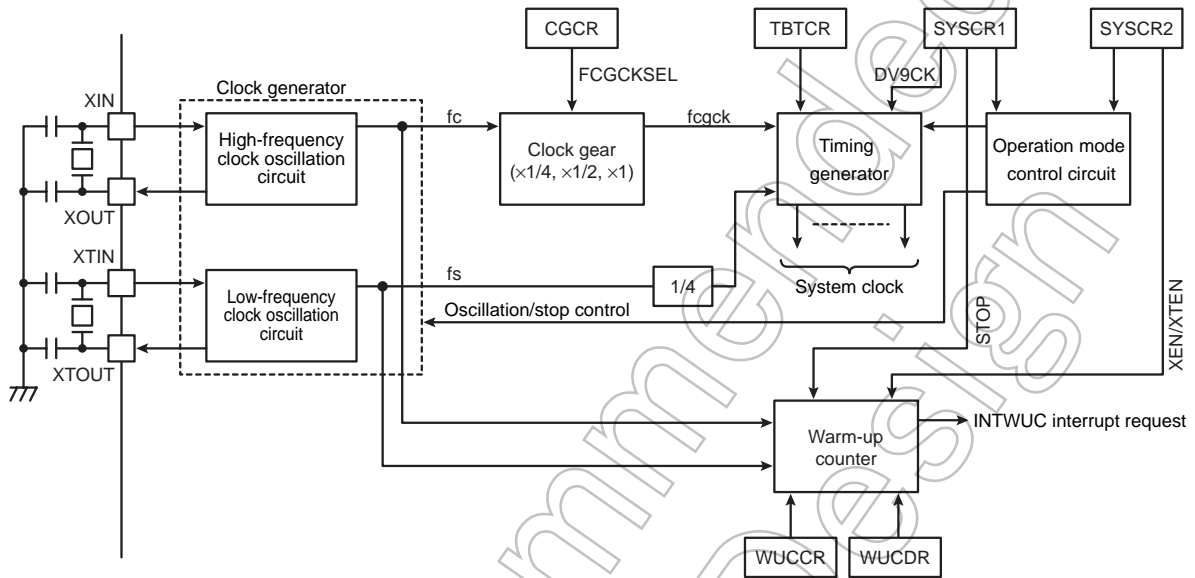 CGCR
TBTCR
SYSCR1
SYSCR2
FCGCKSEL
DV9CK
XIN
Clock generator
High-frequency
clock oscillation
circuit
fc
Clock gear
(×1/4, ×1/2, ×1)
fcgck
Timing
generator
Operation mode
control circuit
XOUT
XTIN
Low-frequency
clock oscillation
circuit
fs
1/4
System clock
Oscillation/stop control
STOP
XEN/XTEN
XTOUT
Warm-up
counter
INTWUC interrupt request
WUCCR
WUCDR